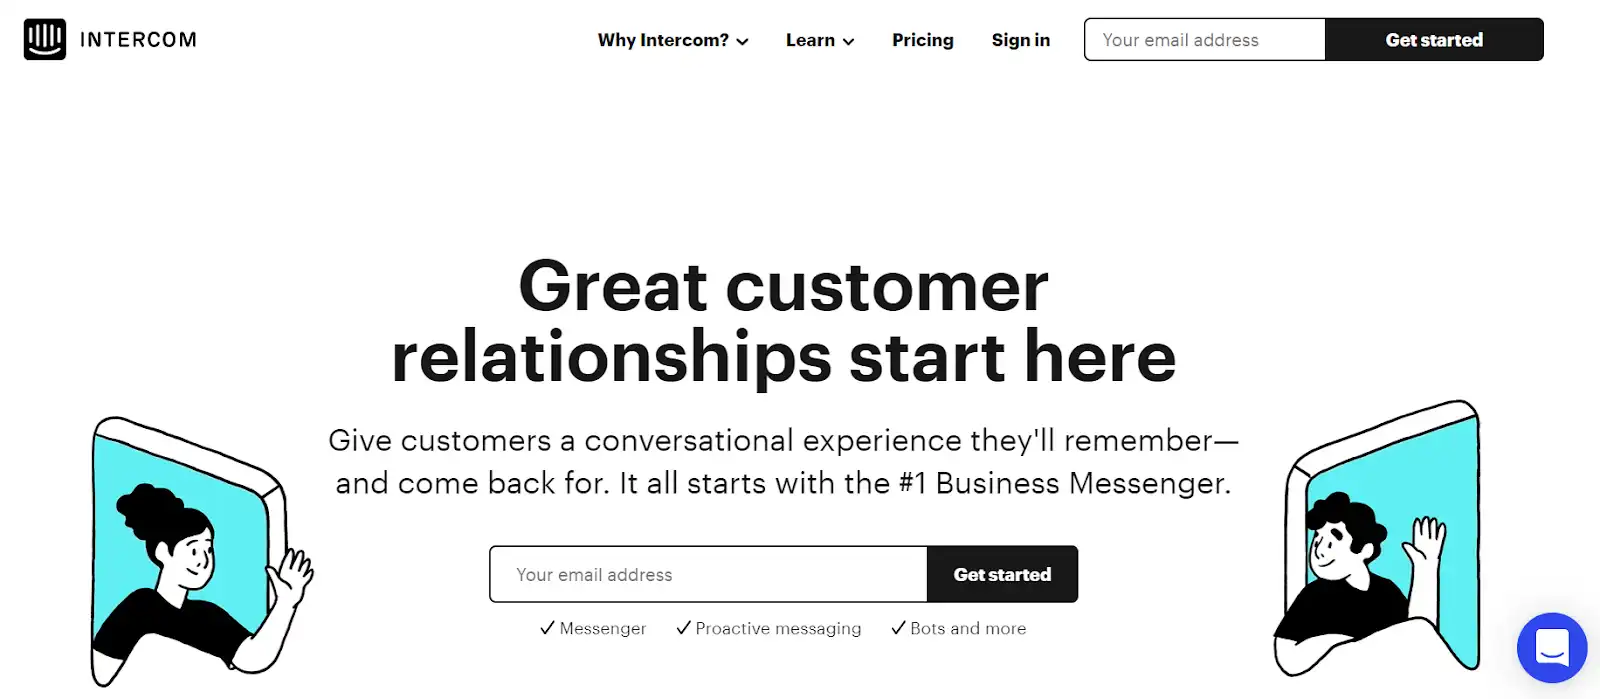 INTERCOM
Why Intercom?
Learn
Pricing
Sign in
Your email address
Get started
Great customer
relationships start here
Give customers a conversational experience they'll remember—
and come back for. It all starts with the #1 Business Messenger.
Your email address
Get started
✓ Messenger
✓ Proactive messaging
✓ Bots and more